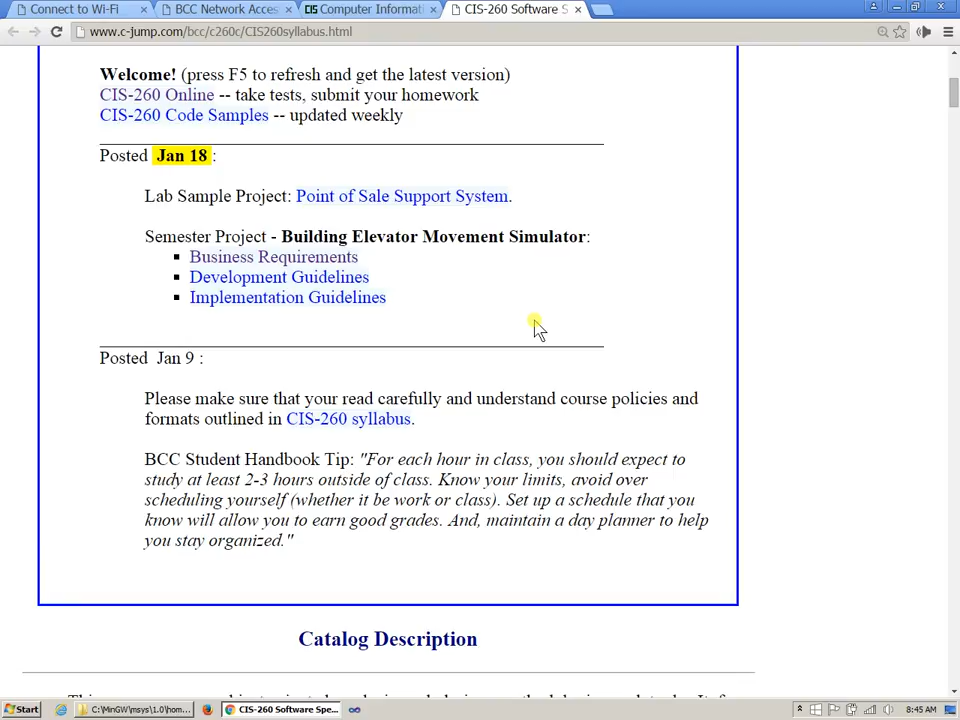 Connect to Wi-Fi
BCC Network Acces
CIS Computer Informati
CIS-260 Software S
www.c-jump.com/bcc/c260c/CIS260syllabus.html
Welcome! (press F5 to refresh and get the latest version)
CIS-260 Online -- take tests, submit your homework
CIS-260 Code Samples -- updated weekly
Posted Jan 18 :
Lab Sample Project: Point of Sale Support System.
Semester Project - Building Elevator Movement Simulator:
Business Requirements
Development Guidelines
Implementation Guidelines
Posted Jan 9 :
Please make sure that your read carefully and understand course policies and
formats outlined in CIS-260 syllabus.
BCC Student Handbook Tip: "For each hour in class, you should expect to
study at least 2-3 hours outside of class. Know your limits, avoid over
scheduling yourself (whether it be work or class). Set up a schedule that you
know will allow you to earn good grades. And, maintain a day planner to help
you stay organized."
Catalog Description
Start
C:\MinGW\msys\1.0\hom...
CIS-260 Software Spe...
8:45 AM